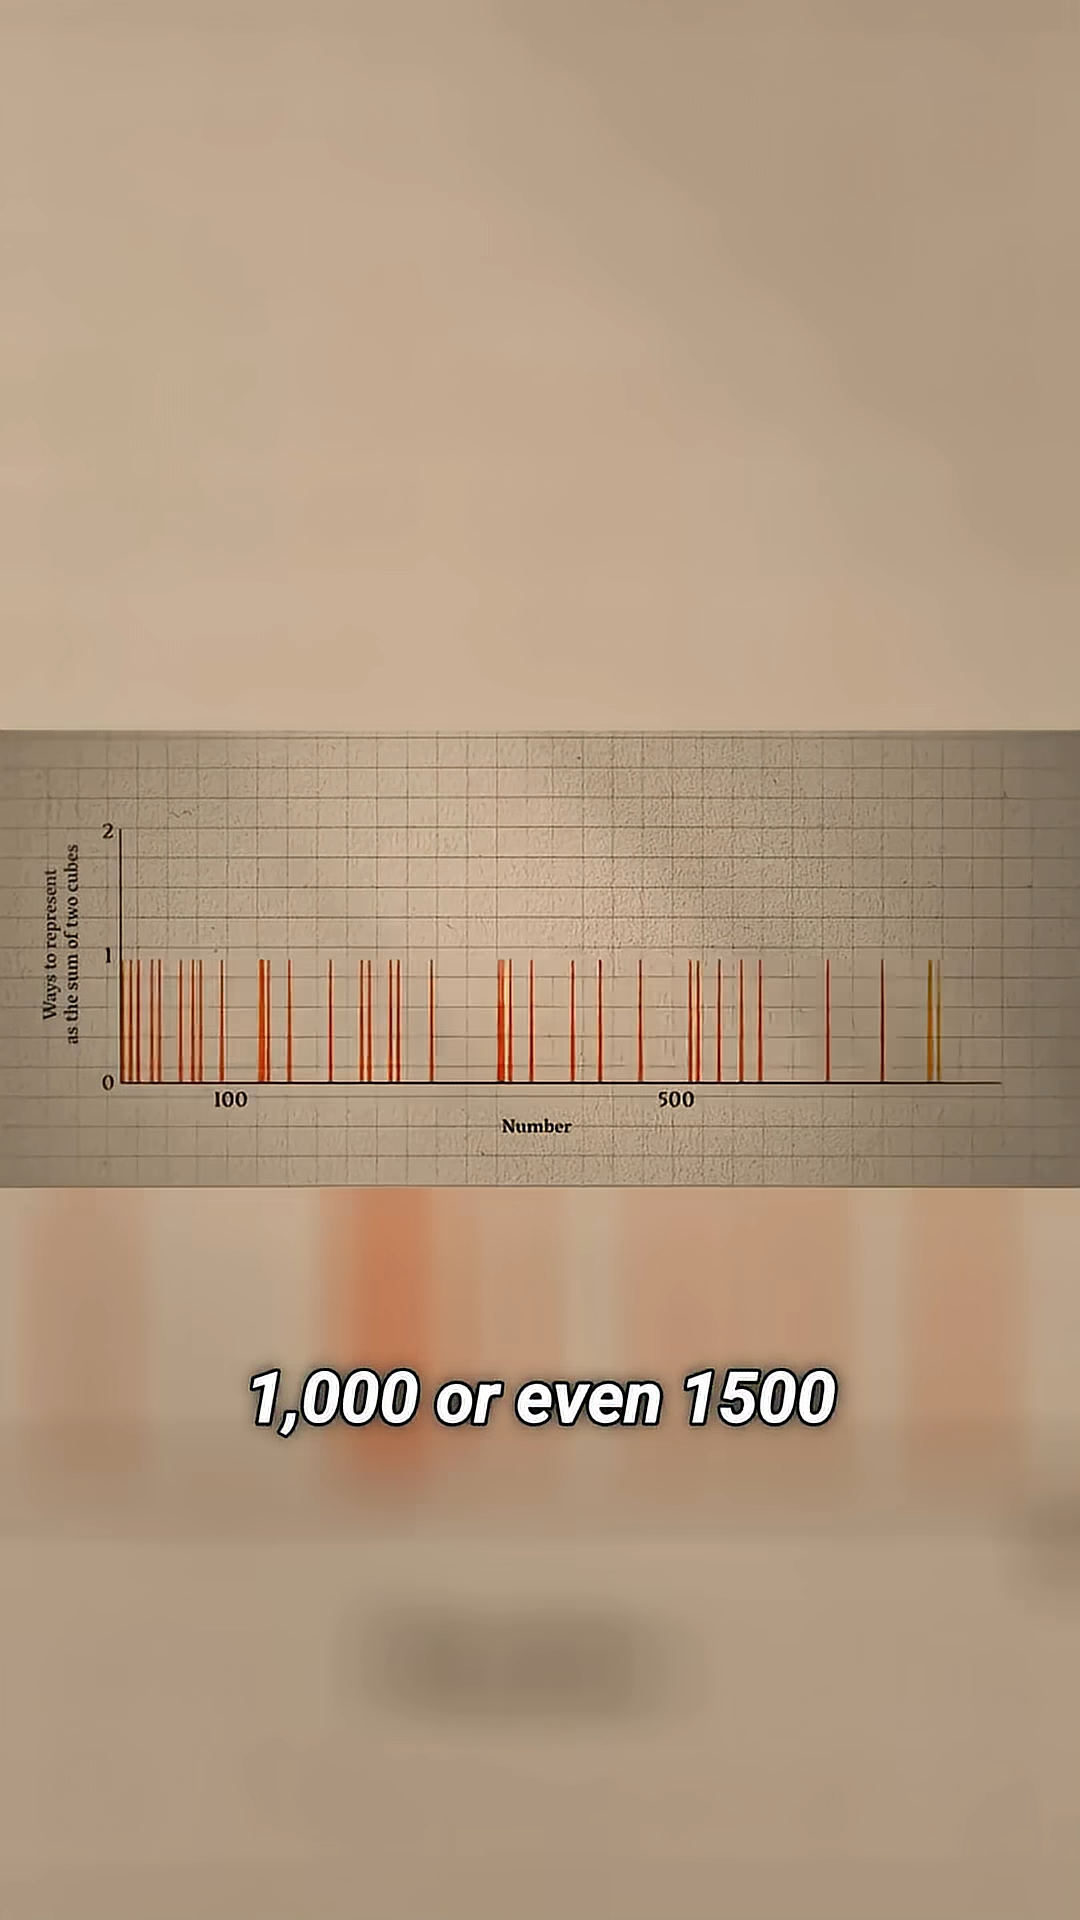 2
Ways to represent
as the sum of two cubes
1
0
100
500
Number
1,000 or even 1500